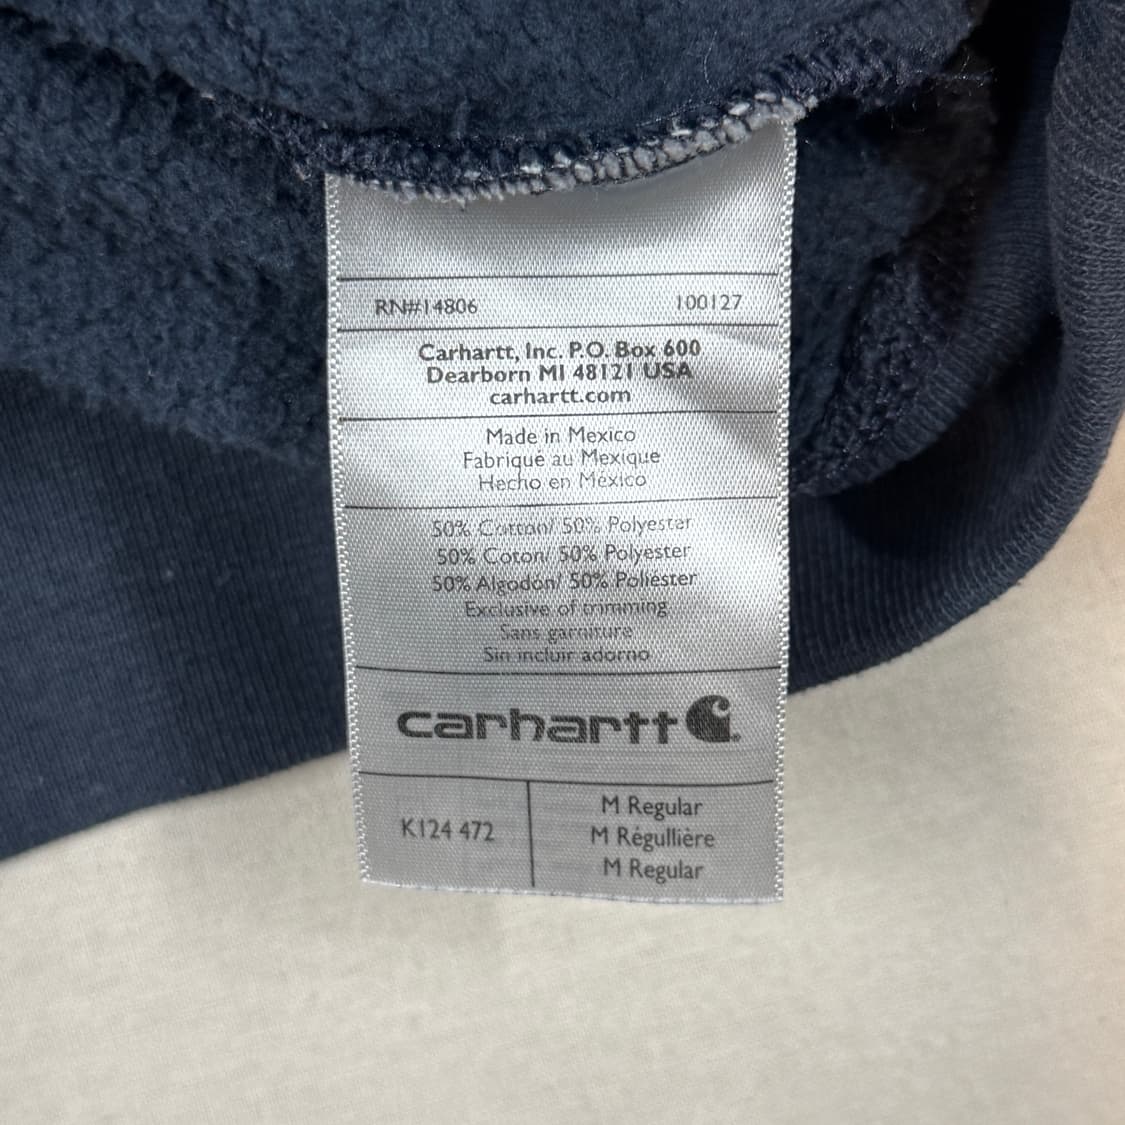 RN#14806 100127
Carhartt, Inc. P.O. Box 600
Dearborn MI 48121 USA
carhartt.com
Made in Mexico
Fabriqué au Mexique
Hecho en México
50% Cotton/ 50% Polyester
50% Coton/ 50% Polyester
50% Algodón/ 50% Poliéster
Exclusive of trimming
Sans garniture
Sin incluir adorno
carhartt
K124 472
M Regular
M Régullière
M Regular